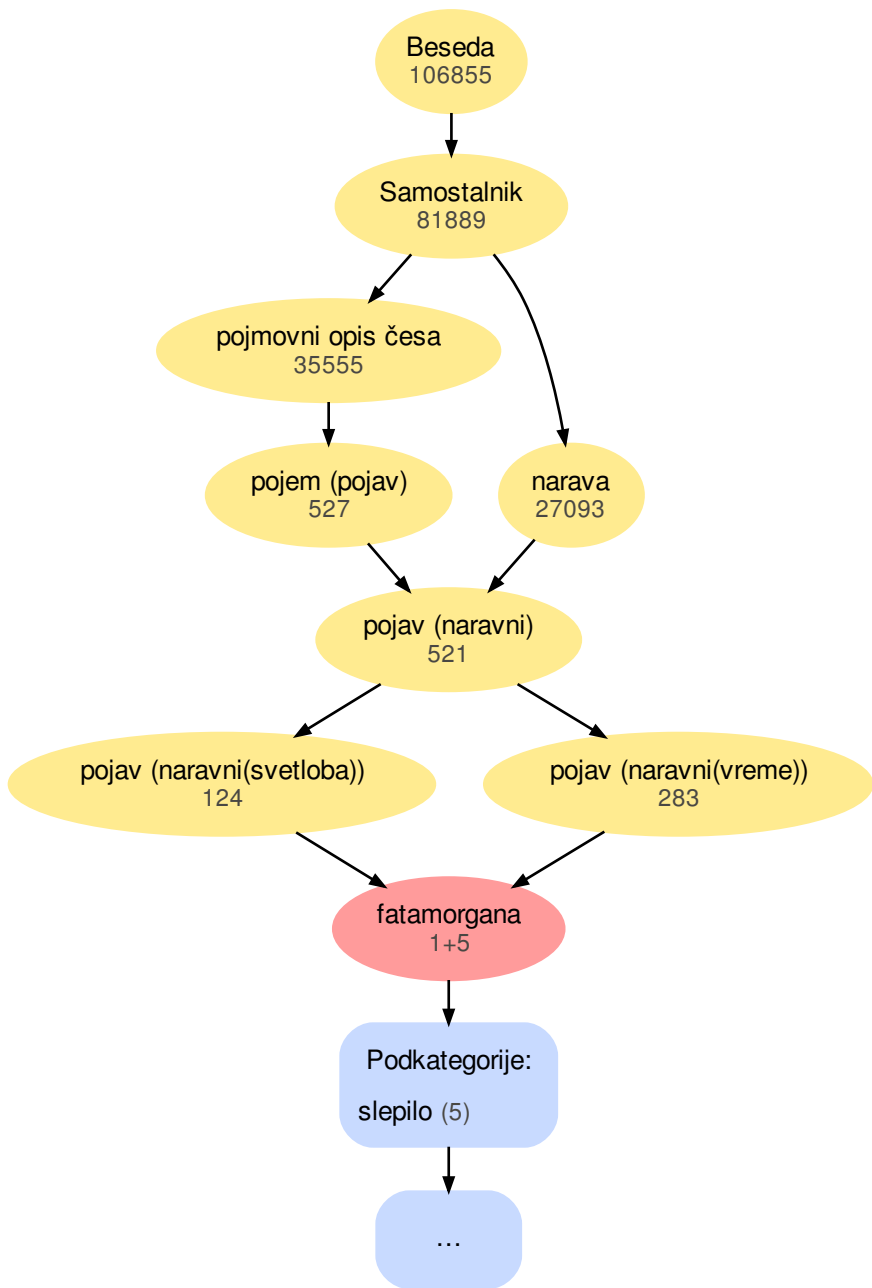 Beseda
106855
Samostalnik
81889
pojmovni opis česa
35555
pojem (pojav)
527
narava
27093
pojav (naravni)
521
pojav (naravni(svetloba))
124
pojav (naravni(vreme))
283
fatamorgana
1+5
Podkategorije:
slepilo (5)
…